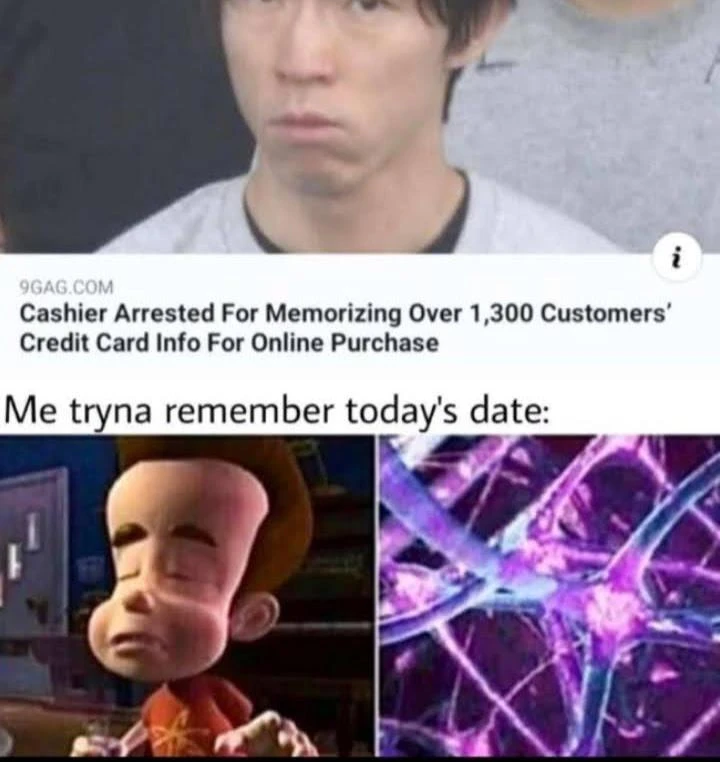 i
9GAG.COM
Cashier Arrested For Memorizing Over 1,300 Customers'
Credit Card Info For Online Purchase
Me tryna remember today's date: